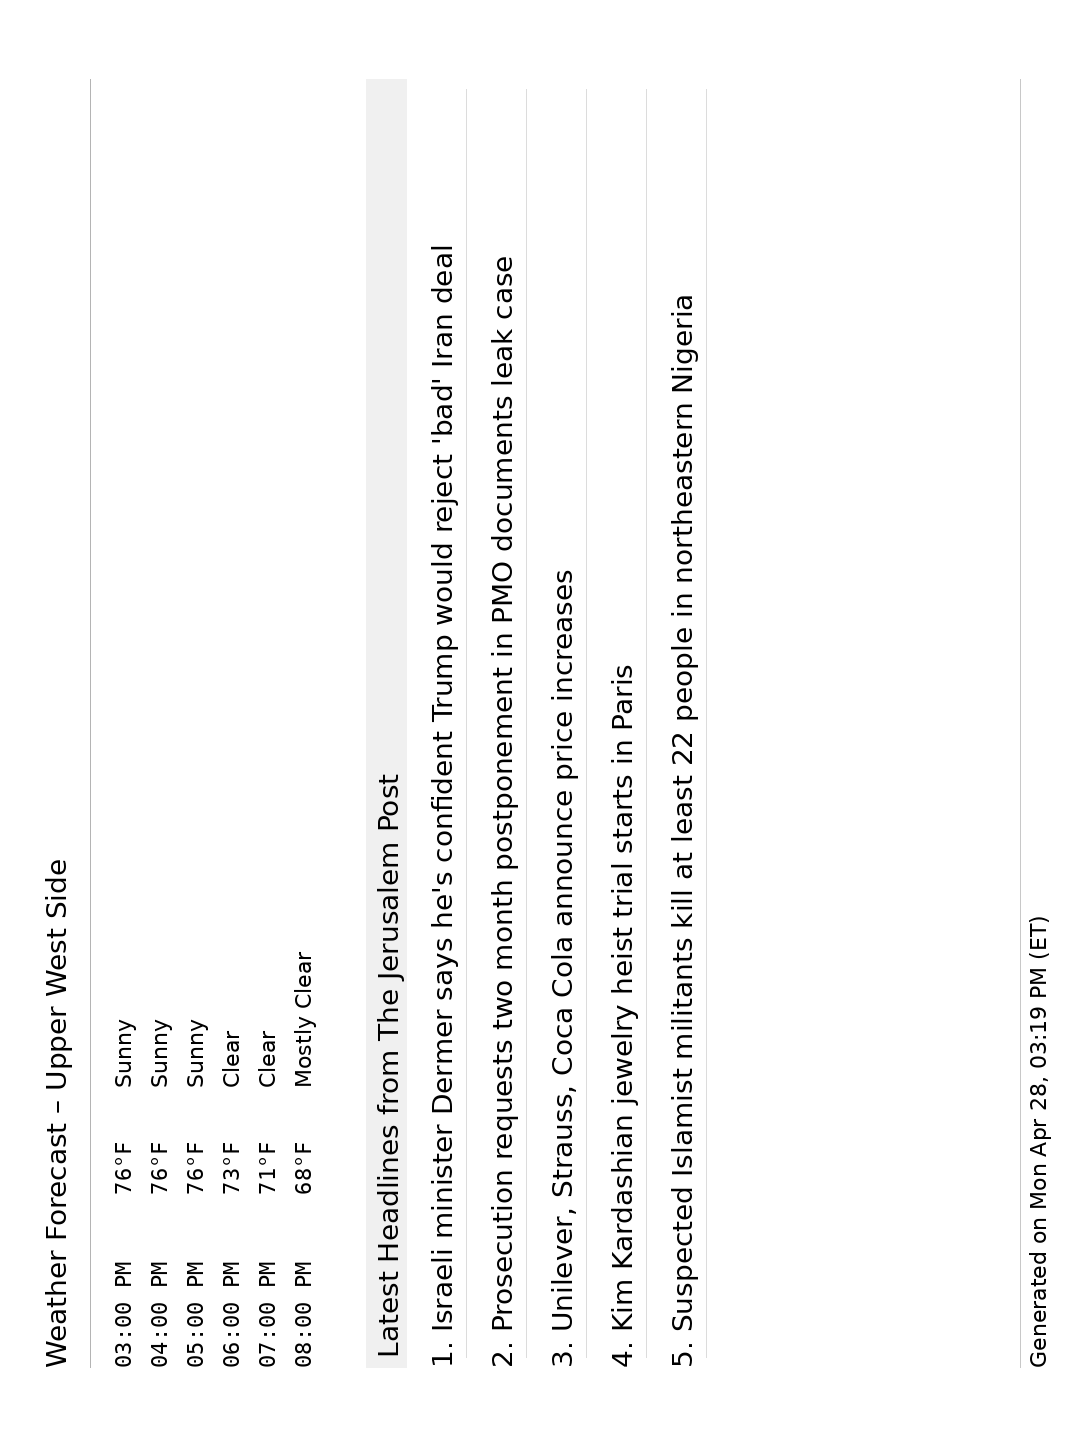 Weather Forecast – Upper West Side
03:00 PM 76°F Sunny
04:00 PM 76°F Sunny
05:00 PM 76°F Sunny
06:00 PM 73°F Clear
07:00 PM 71°F Clear
08:00 PM 68°F Mostly Clear
Latest Headlines from The Jerusalem Post
1. Israeli minister Dermer says he's confident Trump would reject 'bad' Iran deal
2. Prosecution requests two month postponement in PMO documents leak case
3. Unilever, Strauss, Coca Cola announce price increases
4. Kim Kardashian jewelry heist trial starts in Paris
5. Suspected Islamist militants kill at least 22 people in northeastern Nigeria
Generated on Mon Apr 28, 03:19 PM (ET)